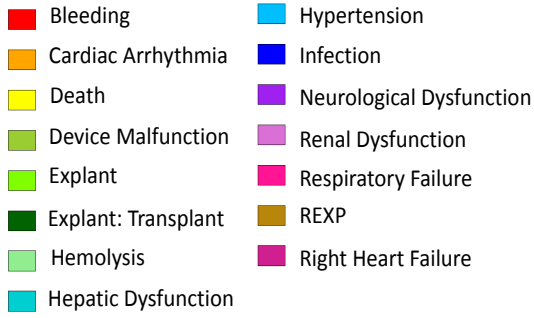 Bleeding
Cardiac Arrhythmia
Death
Device Malfunction
Explant
Explant: Transplant
Hemolysis
Hepatic Dysfunction
Hypertension
Infection
Neurological Dysfunction
Renal Dysfunction
Respiratory Failure
REXP
Right Heart Failure